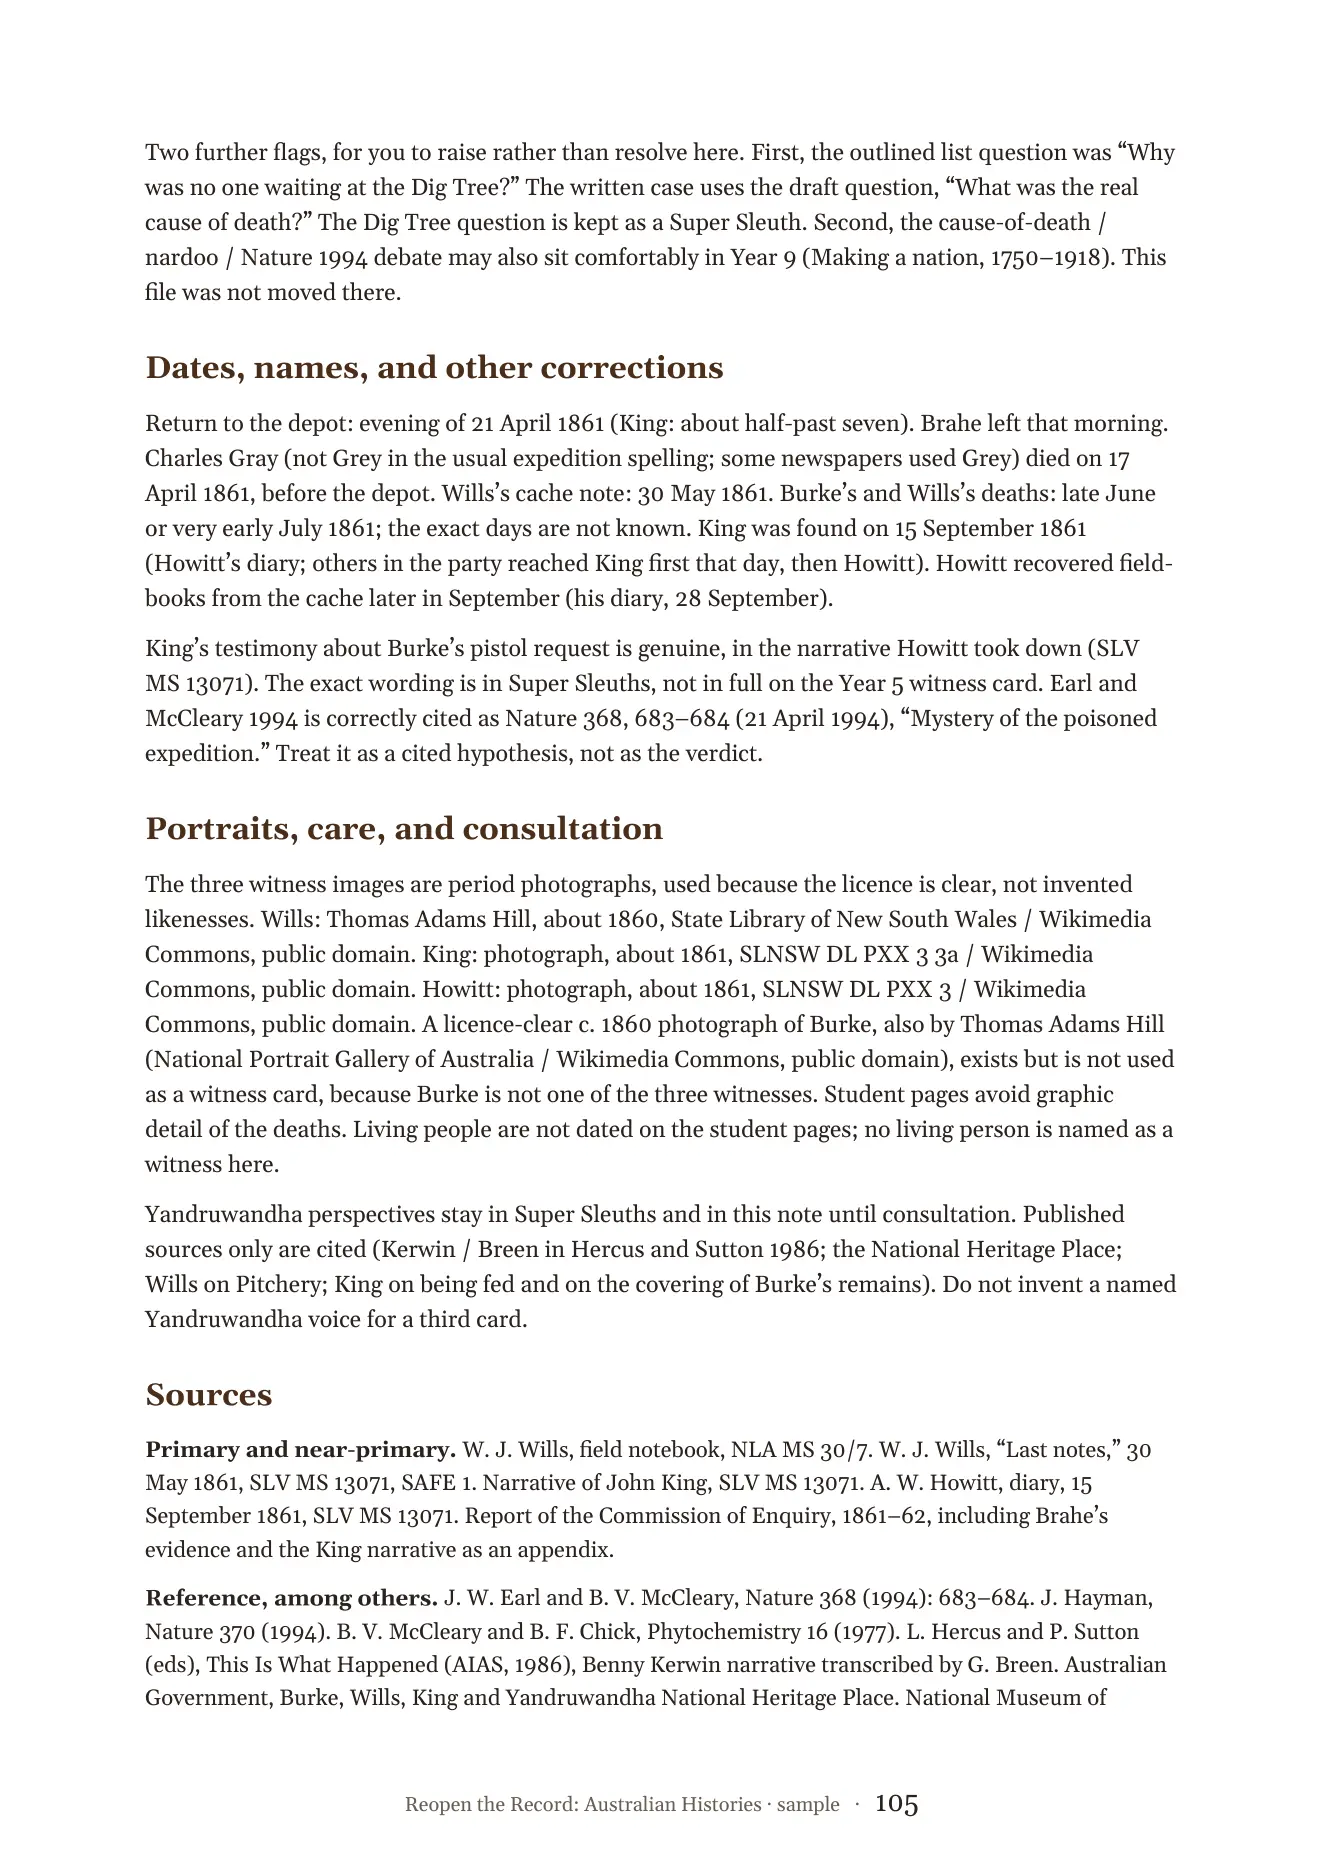 Two further flags, for you to raise rather than resolve here. First, the outlined list question was “Why
was no one waiting at the Dig Tree?” The written case uses the draft question, “What was the real
cause of death?” The Dig Tree question is kept as a Super Sleuth. Second, the cause-of-death /
nardoo / Nature 1994 debate may also sit comfortably in Year 9 (Making a nation, 1750–1918). This
file was not moved there.
Dates, names, and other corrections
Return to the depot: evening of 21 April 1861 (King: about half-past seven). Brahe left that morning.
Charles Gray (not Grey in the usual expedition spelling; some newspapers used Grey) died on 17
April 1861, before the depot. Wills’s cache note: 30 May 1861. Burke’s and Wills’s deaths: late June
or very early July 1861; the exact days are not known. King was found on 15 September 1861
(Howitt’s diary; others in the party reached King first that day, then Howitt). Howitt recovered field-
books from the cache later in September (his diary, 28 September).
King’s testimony about Burke’s pistol request is genuine, in the narrative Howitt took down (SLV
MS 13071). The exact wording is in Super Sleuths, not in full on the Year 5 witness card. Earl and
McCleary 1994 is correctly cited as Nature 368, 683–684 (21 April 1994), “Mystery of the poisoned
expedition.” Treat it as a cited hypothesis, not as the verdict.
Portraits, care, and consultation
The three witness images are period photographs, used because the licence is clear, not invented
likenesses. Wills: Thomas Adams Hill, about 1860, State Library of New South Wales / Wikimedia
Commons, public domain. King: photograph, about 1861, SLNSW DL PXX 3 3a / Wikimedia
Commons, public domain. Howitt: photograph, about 1861, SLNSW DL PXX 3 / Wikimedia
Commons, public domain. A licence-clear c. 1860 photograph of Burke, also by Thomas Adams Hill
(National Portrait Gallery of Australia / Wikimedia Commons, public domain), exists but is not used
as a witness card, because Burke is not one of the three witnesses. Student pages avoid graphic
detail of the deaths. Living people are not dated on the student pages; no living person is named as a
witness here.
Yandruwandha perspectives stay in Super Sleuths and in this note until consultation. Published
sources only are cited (Kerwin / Breen in Hercus and Sutton 1986; the National Heritage Place;
Wills on Pitchery; King on being fed and on the covering of Burke’s remains). Do not invent a named
Yandruwandha voice for a third card.
Sources
Primary and near-primary. W. J. Wills, field notebook, NLA MS 30/7. W. J. Wills, “Last notes,” 30
May 1861, SLV MS 13071, SAFE 1. Narrative of John King, SLV MS 13071. A. W. Howitt, diary, 15
September 1861, SLV MS 13071. Report of the Commission of Enquiry, 1861–62, including Brahe’s
evidence and the King narrative as an appendix.
Reference, among others. J. W. Earl and B. V. McCleary, Nature 368 (1994): 683–684. J. Hayman,
Nature 370 (1994). B. V. McCleary and B. F. Chick, Phytochemistry 16 (1977). L. Hercus and P. Sutton
(eds), This Is What Happened (AIAS, 1986), Benny Kerwin narrative transcribed by G. Breen. Australian
Government, Burke, Wills, King and Yandruwandha National Heritage Place. National Museum of
Reopen the Record: Australian Histories · sample · 105